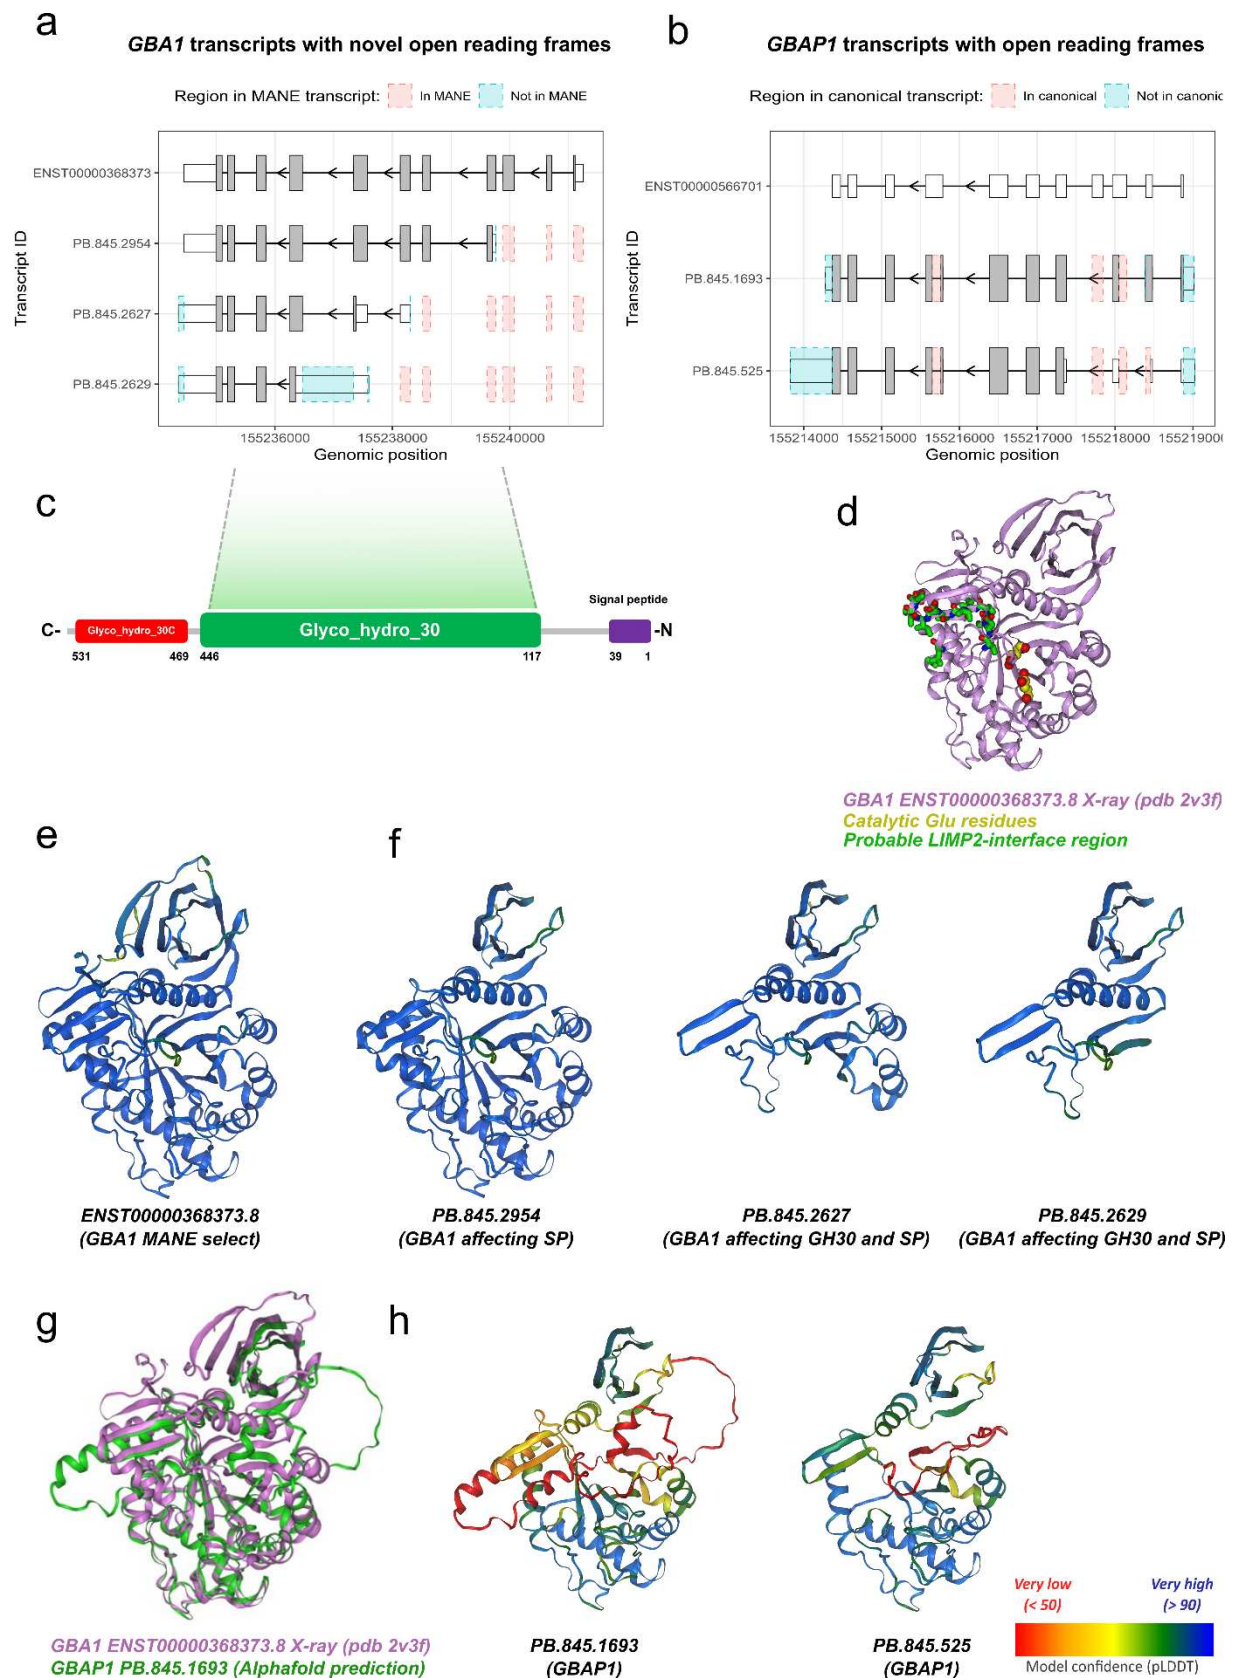 a
GBA1 transcripts with novel open reading frames
Region in MANE transcript: In MANE Not in MANE
Transcript ID
ENST00000368373
PB.845.2954
PB.845.2627
PB.845.2629
155236000 155238000 155240000
Genomic position
b
GBAP1 transcripts with open reading frames
Region in canonical transcript: In canonical Not in canonic
Transcript ID
ENST00000566701
PB.845.1693
PB.845.525
155214000 155215000 155216000 155217000 155218000 155219000
Genomic position
c
Signal peptide
C- Glyco_hydro_30C Glyco_hydro_30 -N
531 469 446 117 39 1
d
GBA1 ENST00000368373.8 X-ray (pdb 2v3f)
Catalytic Glu residues
Probable LIMP2-interface region
e
ENST00000368373.8
(GBA1 MANE select)
f
PB.845.2954
(GBA1 affecting SP)
PB.845.2627
(GBA1 affecting GH30 and SP)
PB.845.2629
(GBA1 affecting GH30 and SP)
g
GBA1 ENST00000368373.8 X-ray (pdb 2v3f)
GBAP1 PB.845.1693 (Alphafold prediction)
h
PB.845.1693
(GBAP1)
PB.845.525
(GBAP1)
Very low
(< 50)
Very high
(> 90)
Model confidence (pLDDT)